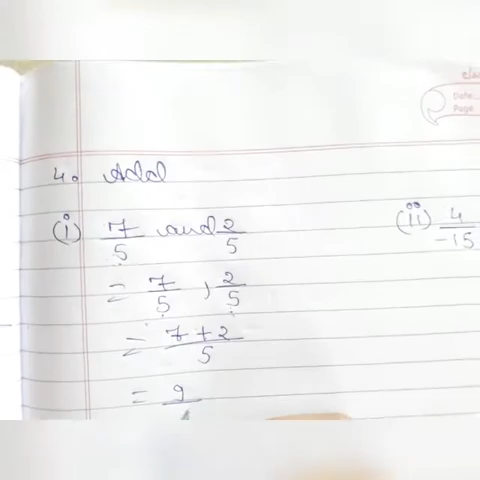 Date
Page
4. Add
(i) 7/5 and 2/5
(ii) 4/-15
= 7/5 , 2/5
= 7+2/5
= 9/